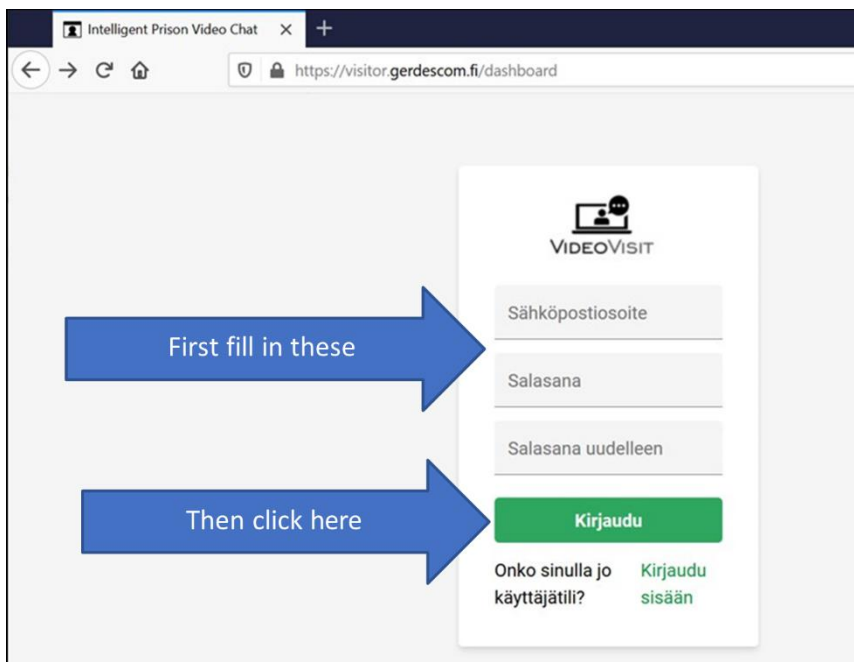 Intelligent Prison Video Chat
https://visitor.gerdescom.fi/dashboard
VIDEOVISIT
Sähköpostiosoite
First fill in these
Salasana
Salasana uudelleen
Then click here
Kirjaudu
Onko sinulla jo käyttäjätili?
Kirjaudu sisään